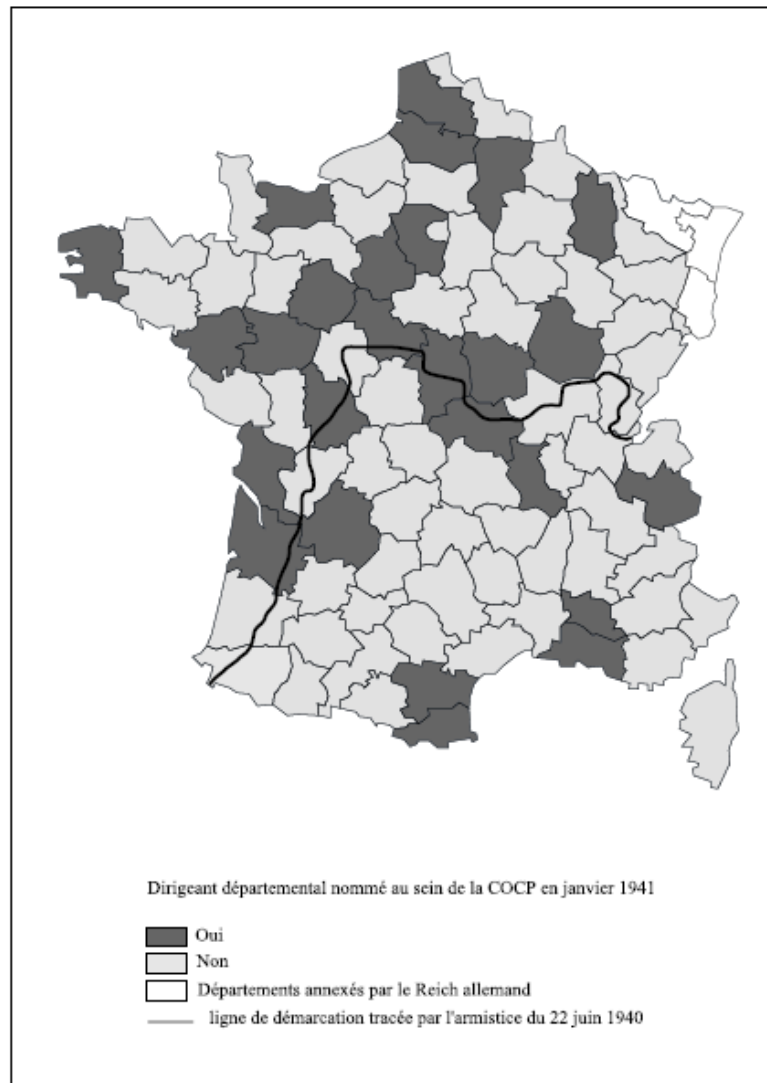 Dirigeant départemental nommé au sein de la COCP en janvier 1941
Oui
Non
Départements annexés par le Reich allemand
ligne de démarcation tracée par l'armistice du 22 juin 1940